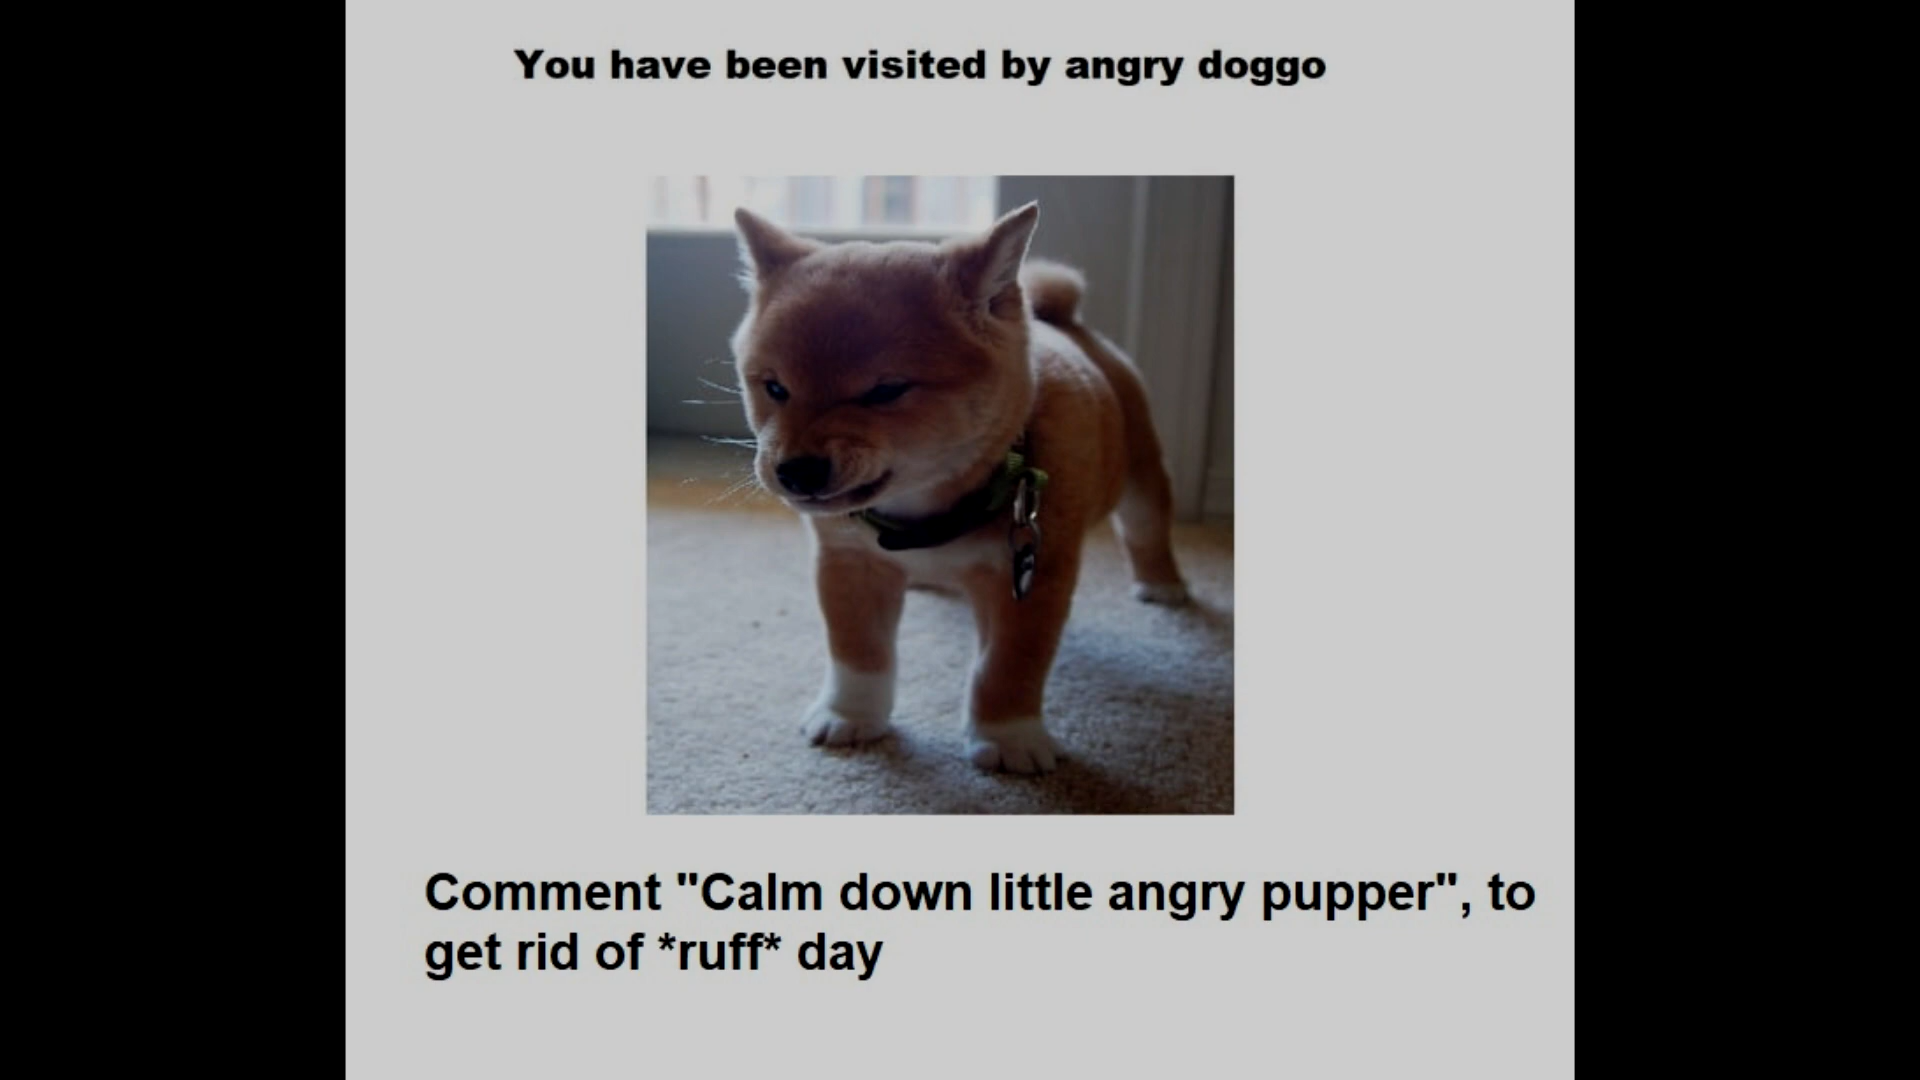 You have been visited by angry doggo
Comment "Calm down little angry pupper", to
get rid of *ruff* day